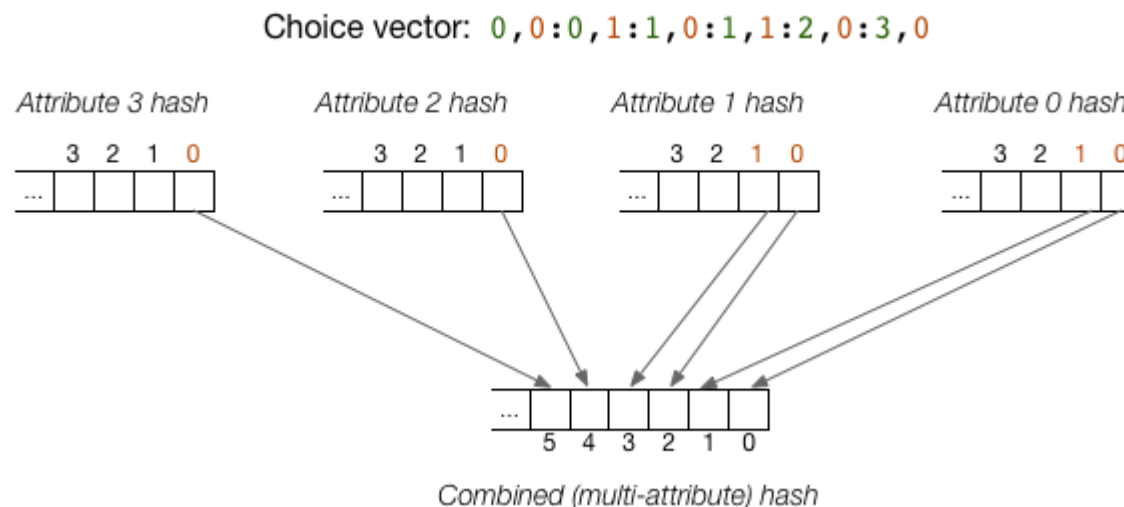 Choice vector: 0,0:0,1:1,0:1,1:2,0:3,0
Attribute 3 hash Attribute 2 hash Attribute 1 hash Attribute 0 hash
3 2 1 0 3 2 1 0 3 2 1 0 3 2 1 0
... ... ... ...
...
5 4 3 2 1 0
Combined (multi-attribute) hash